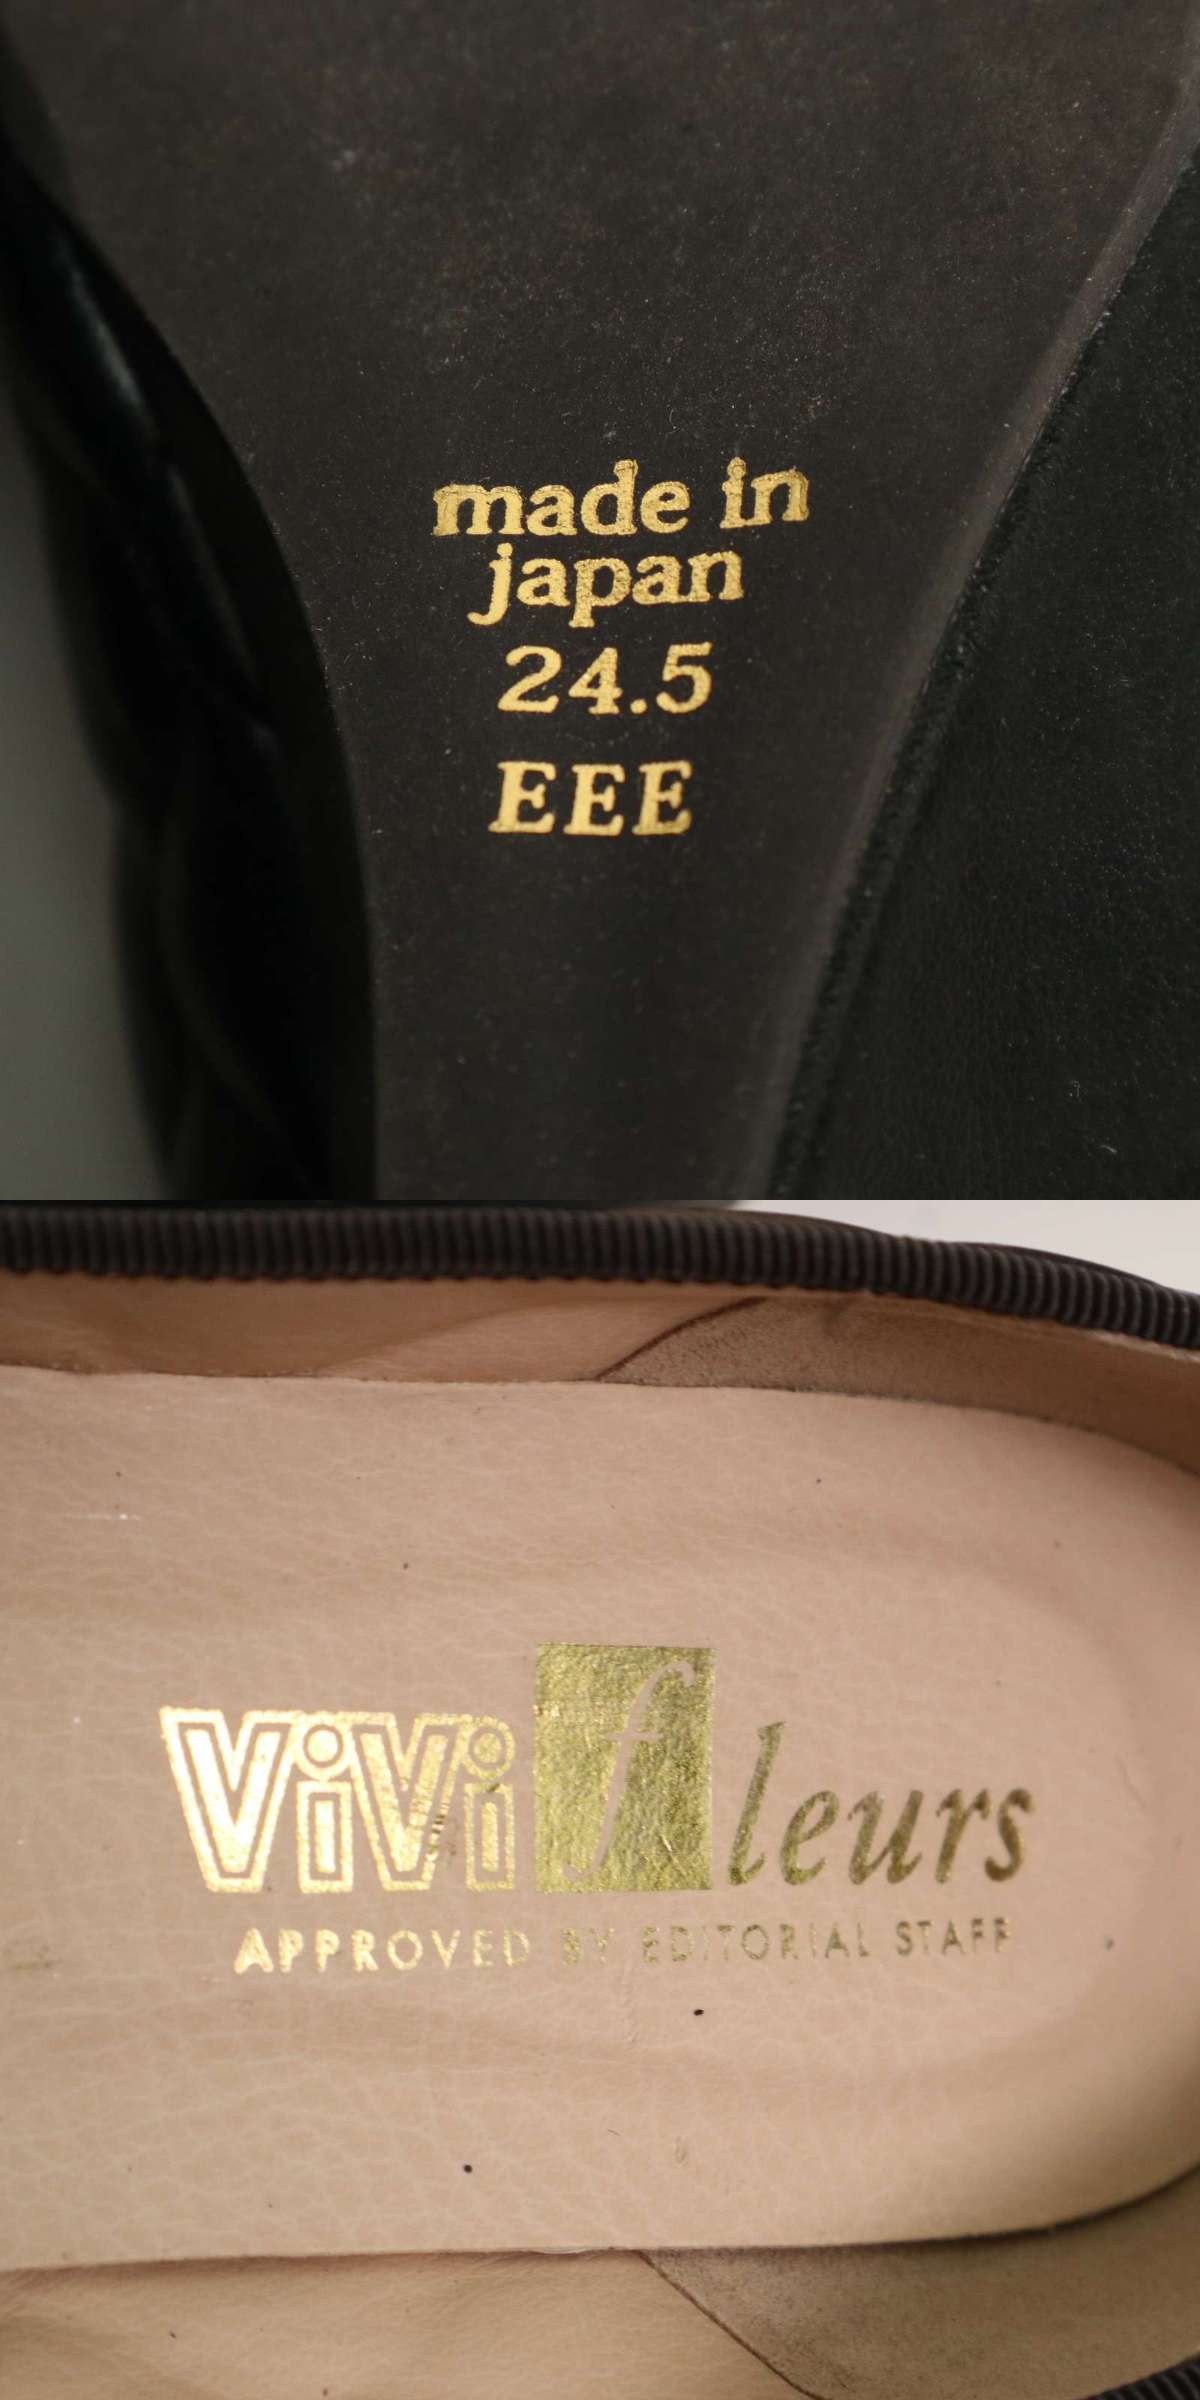 made in
japan
24.5
EEE
ViVi fleurs
APPROVED BY EDITORIAL STAFF